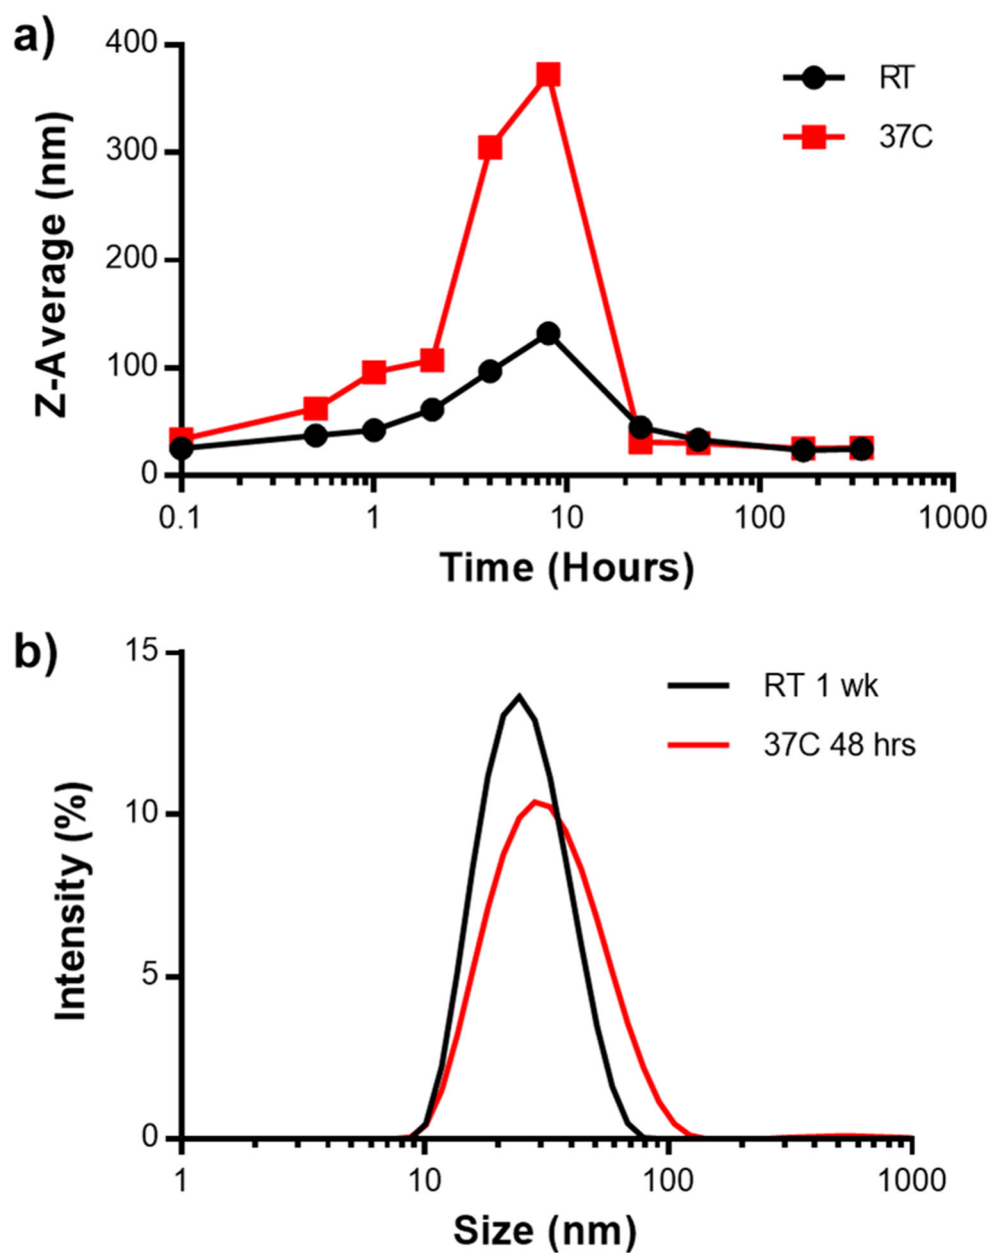 a)
400
300
200
100
0
Z-Average (nm)
RT
37C
0.1 1 10 100 1000
Time (Hours)
b)
15
10
5
0
Intensity (%)
RT 1 wk
37C 48 hrs
1 10 100 1000
Size (nm)